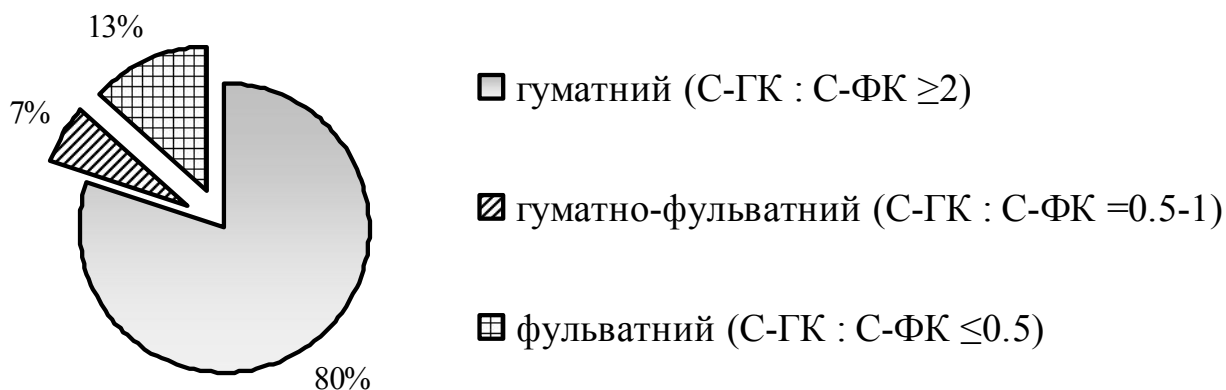 13%
7%
80%
гуматний (С-ГК : С-ФК ≥2)
гуматно-фульватний (С-ГК : С-ФК =0.5-1)
фульватний (С-ГК : С-ФК ≤0.5)